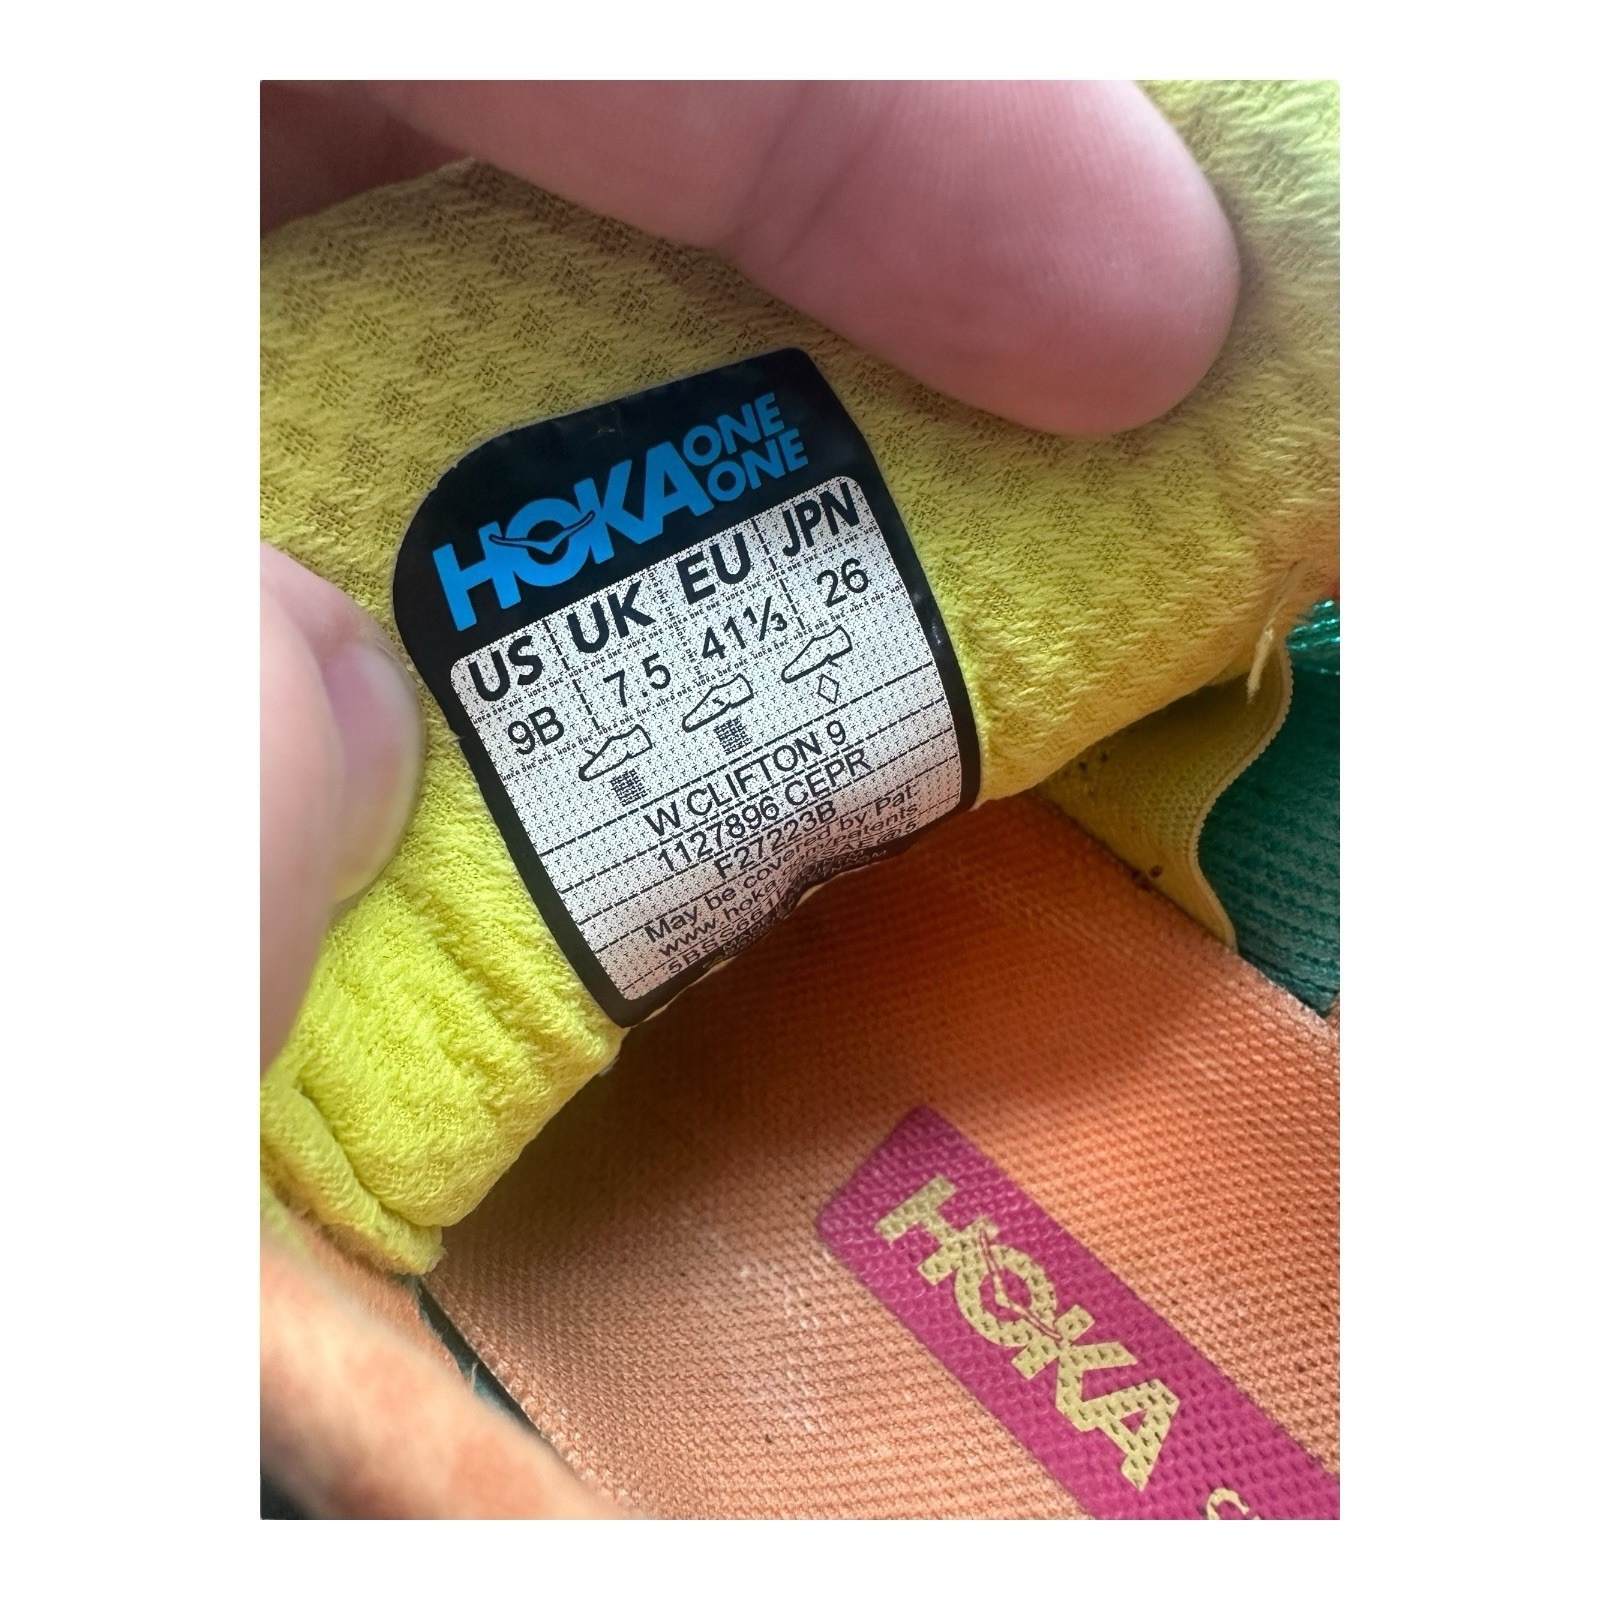 HOKA ONE ONE
US UK EU JPN
9B 7.5 41⅓ 26
W CLIFTON 9
1127896 CEPR
F27223B
May be covered by Pat.
HOKA